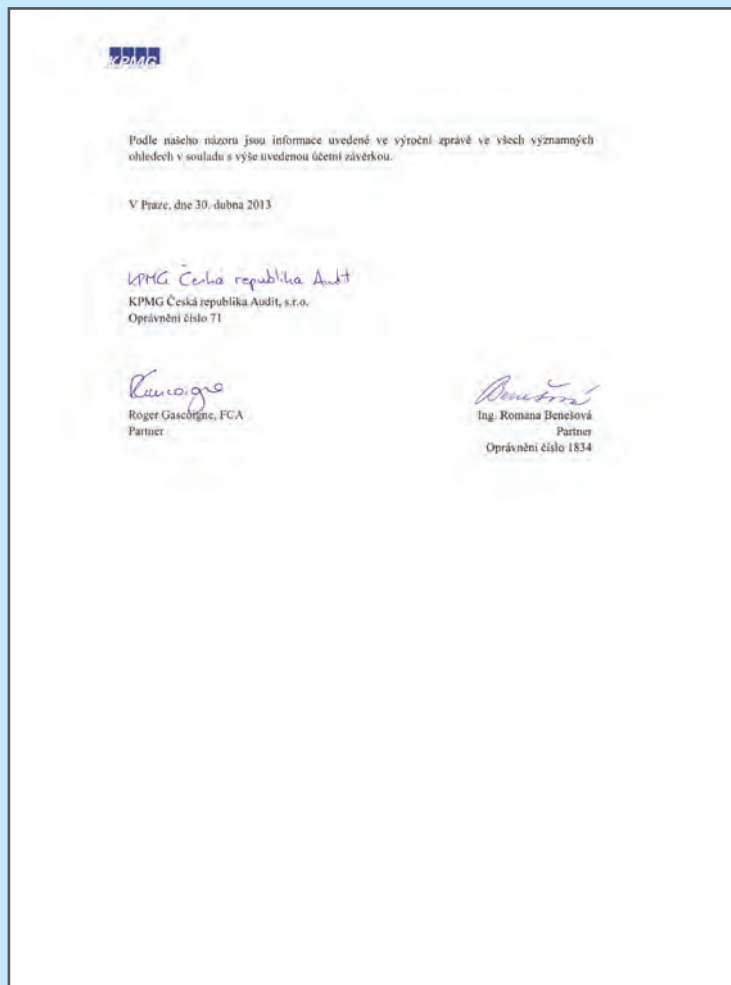 KPMG
Podle našeho názoru jsou informace uvedené ve výroční zprávě ve všech významných
ohledech v souladu s výše uvedenou účetní závěrkou.
V Praze, dne 30. dubna 2013
KPMG Česká republika Audit
KPMG Česká republika Audit, s.r.o.
Oprávnění číslo 71
Roger Gascoigne, FCA
Partner
Benešová
Ing. Romana Benešová
Partner
Oprávnění číslo 1834